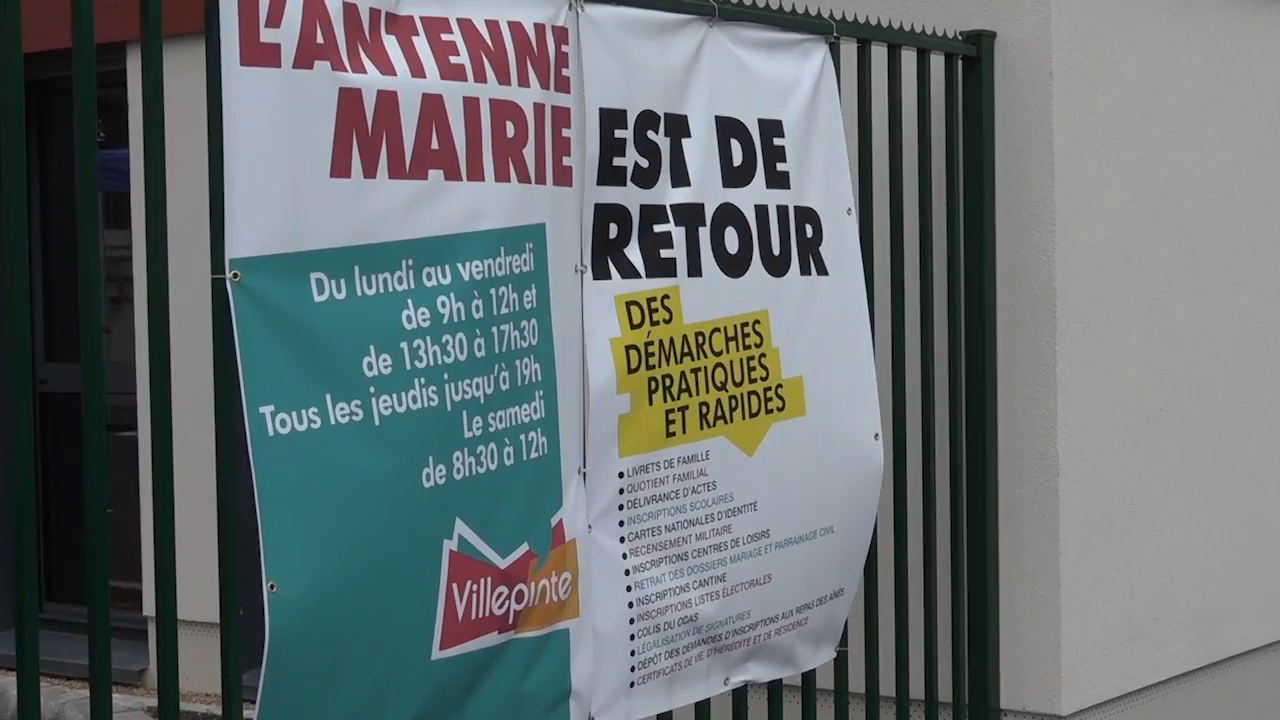 L'ANTENNE
MAIRIE
Du lundi au vendredi
de 9h à 12h et
de 13h30 à 17h30
Tous les jeudis jusqu'à 19h
Le samedi
de 8h30 à 12h
Villepinte
EST DE
RETOUR
DES
DÉMARCHES
PRATIQUES
ET RAPIDES
• LIVRETS DE FAMILLE
• QUOTIENT FAMILIAL
• DÉLIVRANCE D'ACTES
• INSCRIPTIONS SCOLAIRES
• CARTES NATIONALES D'IDENTITÉ
• RECENSEMENT MILITAIRE
• INSCRIPTIONS CENTRES DE LOISIRS
• RETRAIT DES DOSSIERS MARIAGE ET PARRAINAGE CIVIL
• INSCRIPTIONS CANTINE
• INSCRIPTIONS LISTES ÉLECTORALES
• COLIS DU CCAS
• LÉGALISATION DE SIGNATURES
• DÉPÔT DES DEMANDES D'INSCRIPTIONS AUX REPAS DES AÎNÉS
• CERTIFICATS DE VIE, D'HÉRÉDITÉ ET DE RÉSIDENCE